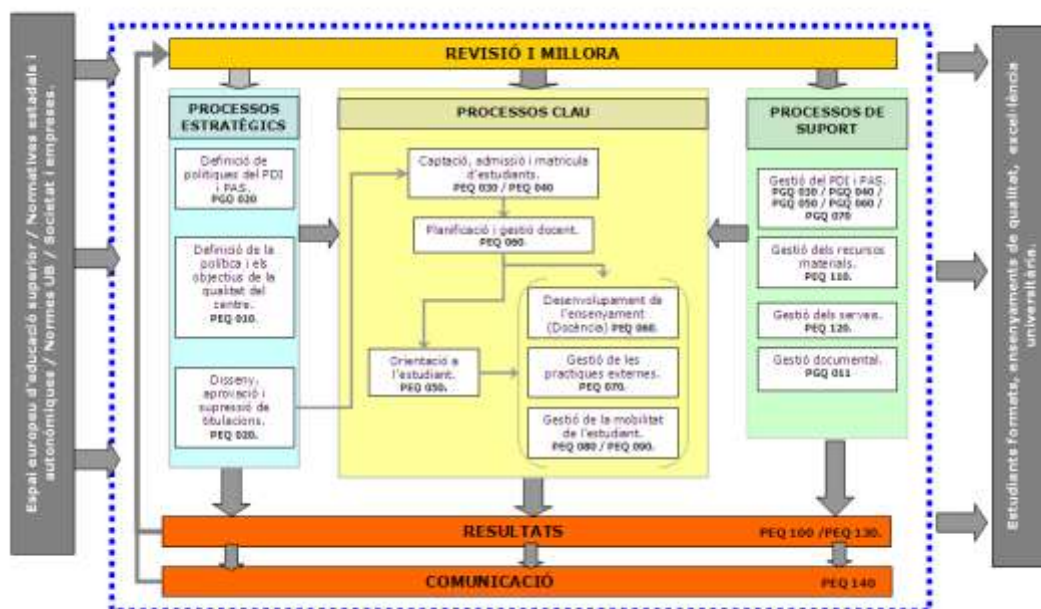 Espai europeu d'educació superior / Normatives estadals i
autonómiques / Normes UB / Societat i empreses.
REVISIÓ I MILLORA
PROCESSOS
ESTRATÈGICS
Definició de
polítiques del PDI
i PAS.
PGQ 020
Definició de la
política i els
objectius de la
qualitat del
centre.
PEQ 010.
Disseny,
aprovació i
supressió de
titulacions.
PEQ 020.
PROCESSOS CLAU
Captació, admissió i matricula
d'estudiants.
PEQ 030 / PEQ 040
Planificació i gestió docent.
PEQ 060.
Desenvolupament de
l'ensenyament
(Docència) PEQ 060.
Orientació a
l'estudiant.
PEQ 050.
Gestió de les
practiques externes.
PEQ 070.
Gestió de la mobilitat
de l'estudiant.
PEQ 080 / PEQ 090.
PROCESSOS DE
SUPORT
Gestió del PDI i PAS.
PGQ 030 / PGQ 040 /
PGQ 050 / PGQ 060 /
PGQ 070
Gestió dels recursos
materials.
PEQ 110.
Gestió dels serveis.
PEQ 120.
Gestió documental.
PGQ 011
RESULTATS
PEQ 100 /PEQ 130.
COMUNICACIÓ
PEQ 140
Estudiants formats, ensenyaments de qualitat, excel·lència
universitària.